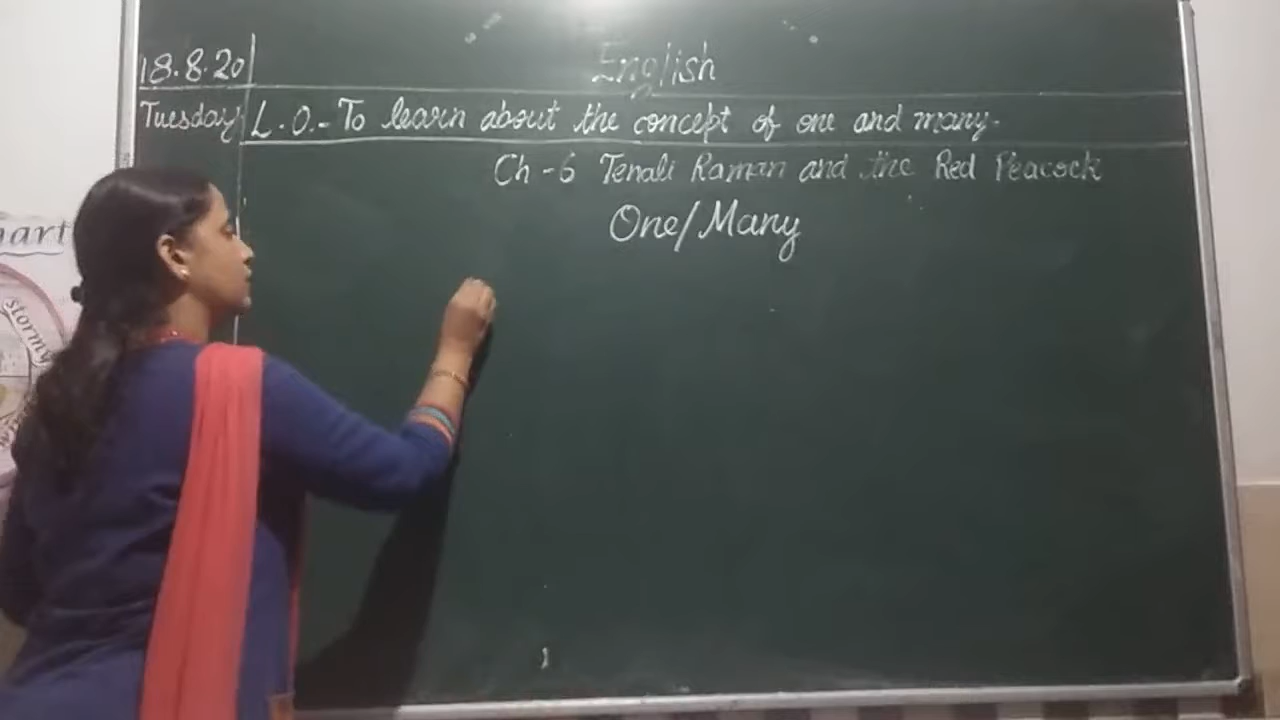 18.8.20
English
Tuesday
L.O.- To learn about the concept of one and many.
Ch-6 Tenali Raman and the Red Peacock
One/Many
stormy